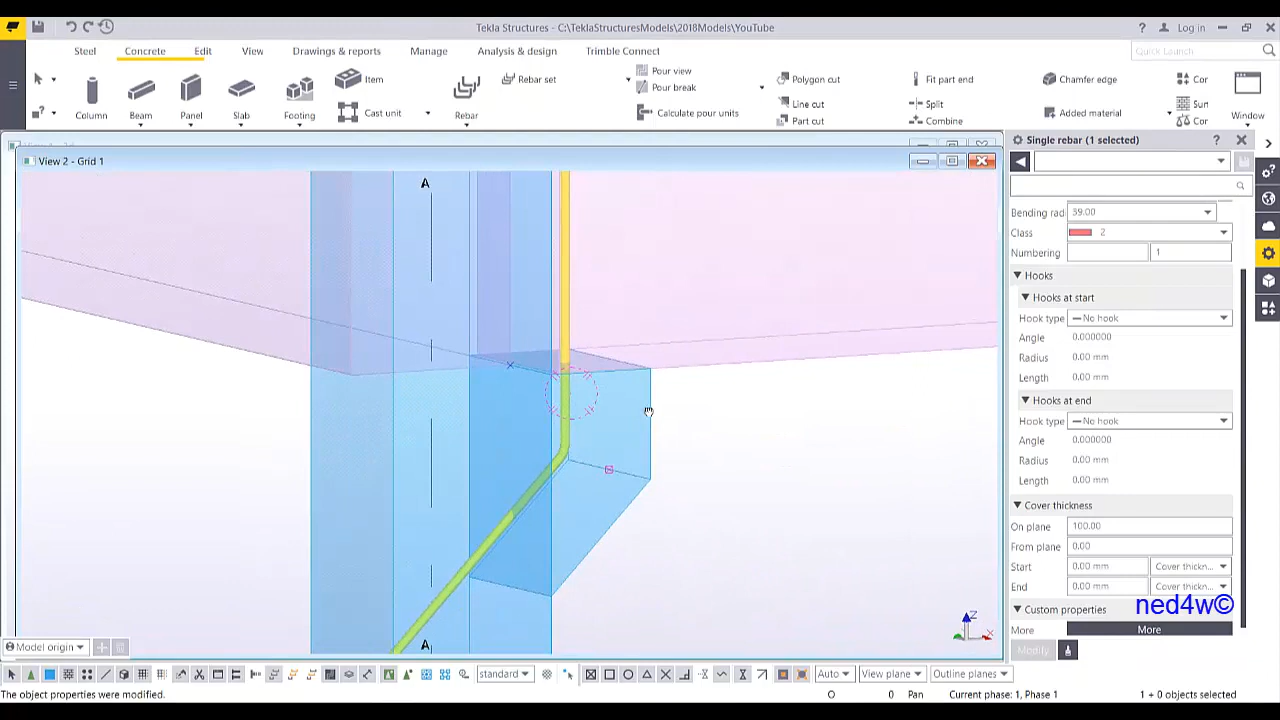 Tekla Structures - C:\TeklaStructuresModels\2018Models\YouTube
? Log in
Steel Concrete Edit View Drawings & reports Manage Analysis & design Trimble Connect
Quick Launch
Column Beam Panel Slab Footing Item Cast unit Rebar Rebar set
Pour view
Pour break
Calculate pour units
Polygon cut
Line cut
Part cut
Fit part end
Split
Combine
Chamfer edge
Added material
Cor
Surf
Cor
Window
View 2 - Grid 1
A
A
Z
Single rebar (1 selected)
?
Bending rad 39.00
Class 2
Numbering 1
Hooks
Hooks at start
Hook type No hook
Angle 0.000000
Radius 0.00 mm
Length 0.00 mm
Hooks at end
Hook type No hook
Angle 0.000000
Radius 0.00 mm
Length 0.00 mm
Cover thickness
On plane 100.00
From plane 0.00
Start 0.00 mm Cover thickn...
End 0.00 mm Cover thickn...
Custom properties
ned4w©
More More
Modify
Model origin
standard Auto View plane Outline planes
The object properties were modified. O 0 Pan Current phase: 1, Phase 1 1 + 0 objects selected